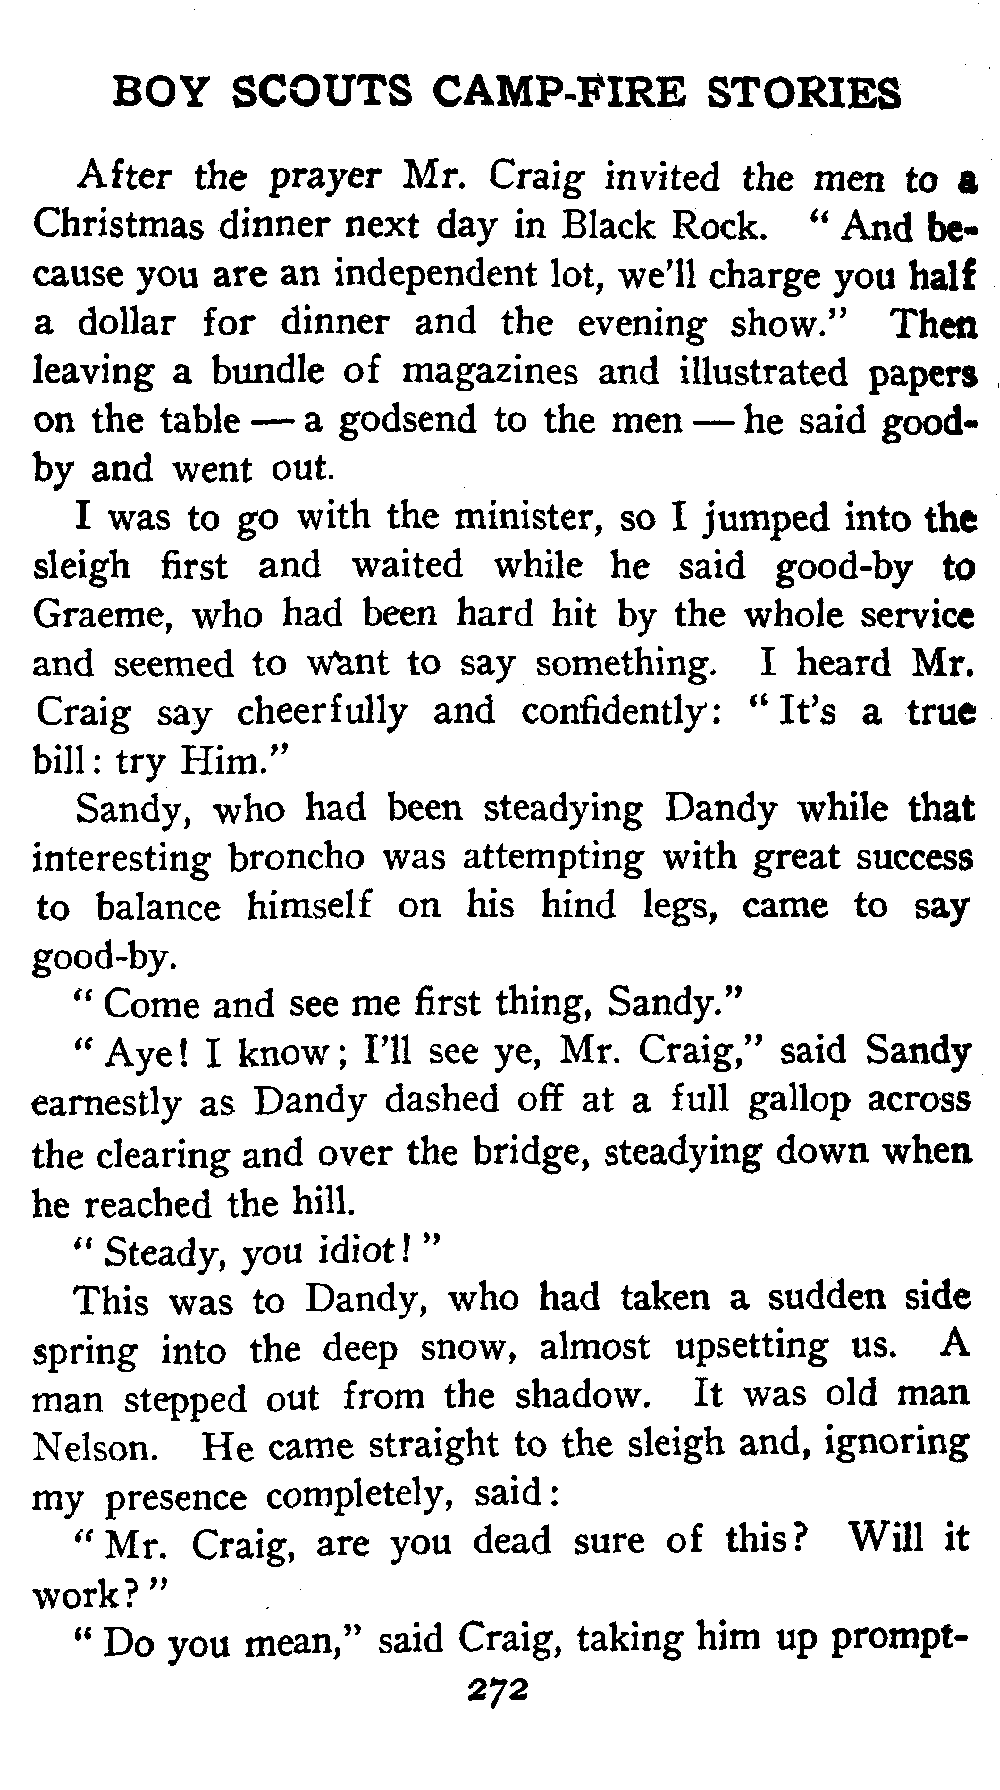 BOY SCOUTS CAMP-FIRE STORIES
After the prayer Mr. Craig invited the men to a
Christmas dinner next day in Black Rock. " And be-
cause you are an independent lot, we'll charge you half
a dollar for dinner and the evening show." Then
leaving a bundle of magazines and illustrated papers
on the table — a godsend to the men — he said good-
by and went out.
I was to go with the minister, so I jumped into the
sleigh first and waited while he said good-by to
Graeme, who had been hard hit by the whole service
and seemed to want to say something. I heard Mr.
Craig say cheerfully and confidently: " It's a true
bill: try Him."
Sandy, who had been steadying Dandy while that
interesting broncho was attempting with great success
to balance himself on his hind legs, came to say
good-by.
" Come and see me first thing, Sandy."
" Aye! I know; I'll see ye, Mr. Craig," said Sandy
earnestly as Dandy dashed off at a full gallop across
the clearing and over the bridge, steadying down when
he reached the hill.
" Steady, you idiot! "
This was to Dandy, who had taken a sudden side
spring into the deep snow, almost upsetting us. A
man stepped out from the shadow. It was old man
Nelson. He came straight to the sleigh and, ignoring
my presence completely, said:
" Mr. Craig, are you dead sure of this? Will it
work? "
" Do you mean," said Craig, taking him up prompt-
272